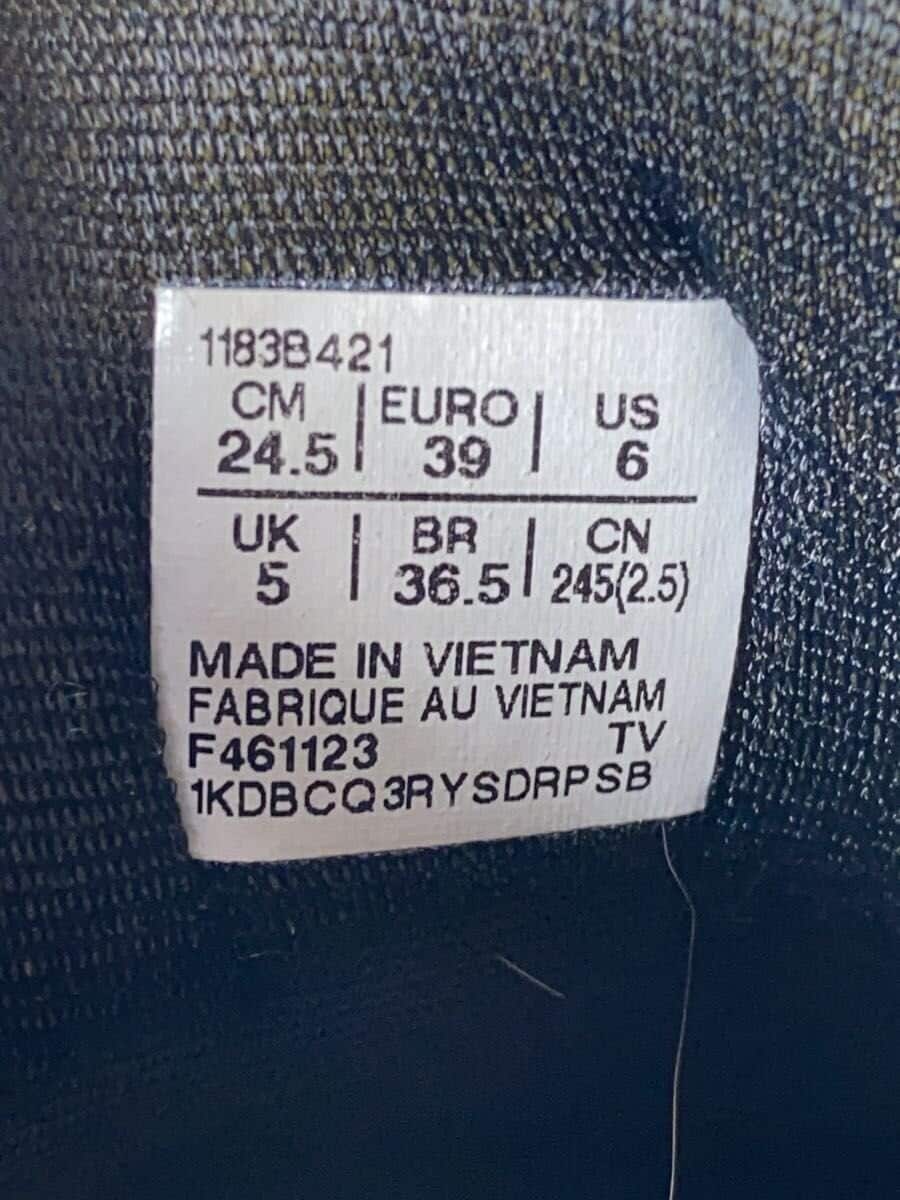 1183B421
CM | EURO | US
24.5 | 39 | 6
UK | BR | CN
5 | 36.5 | 245(2.5)
MADE IN VIETNAM
FABRIQUE AU VIETNAM
F461123 TV
1KDBCQ3RYSDRPSB